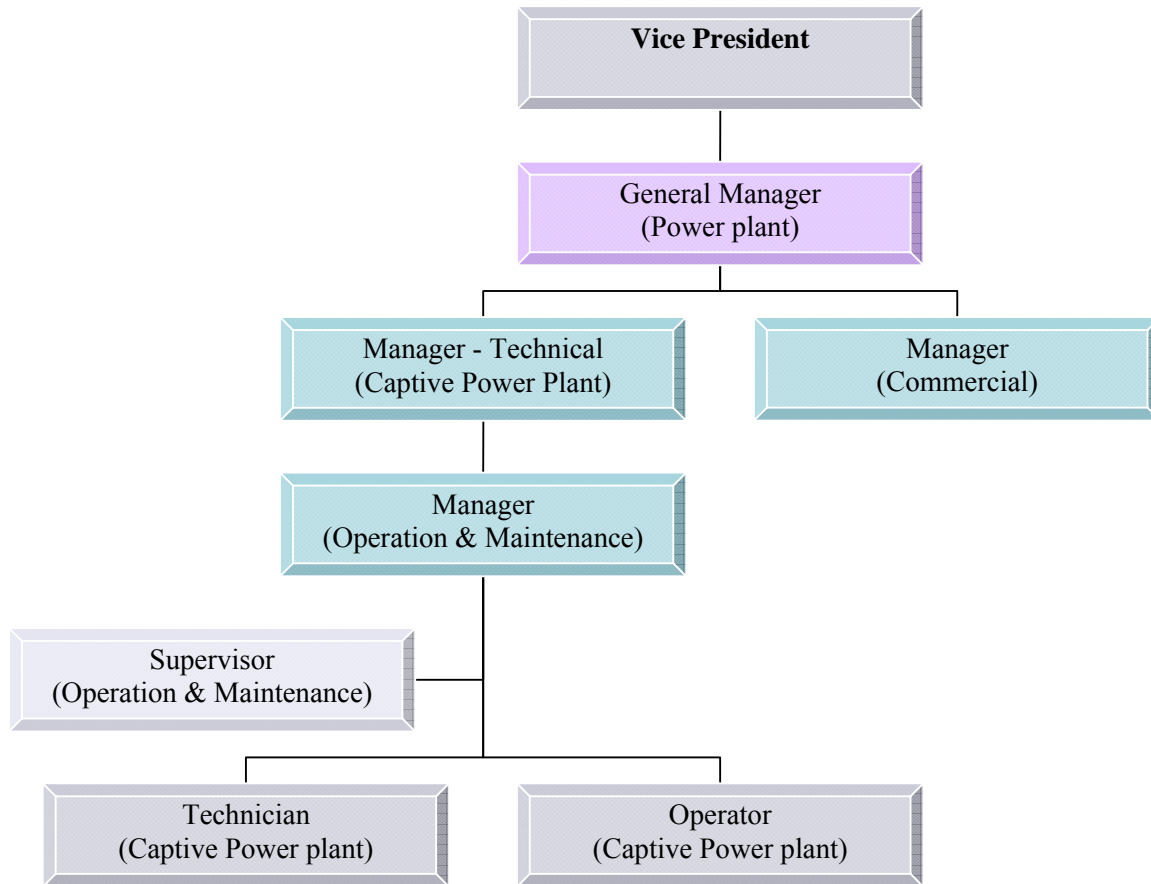 Vice President
General Manager
(Power plant)
Manager - Technical
(Captive Power Plant)
Manager
(Commercial)
Manager
(Operation & Maintenance)
Supervisor
(Operation & Maintenance)
Technician
(Captive Power plant)
Operator
(Captive Power plant)